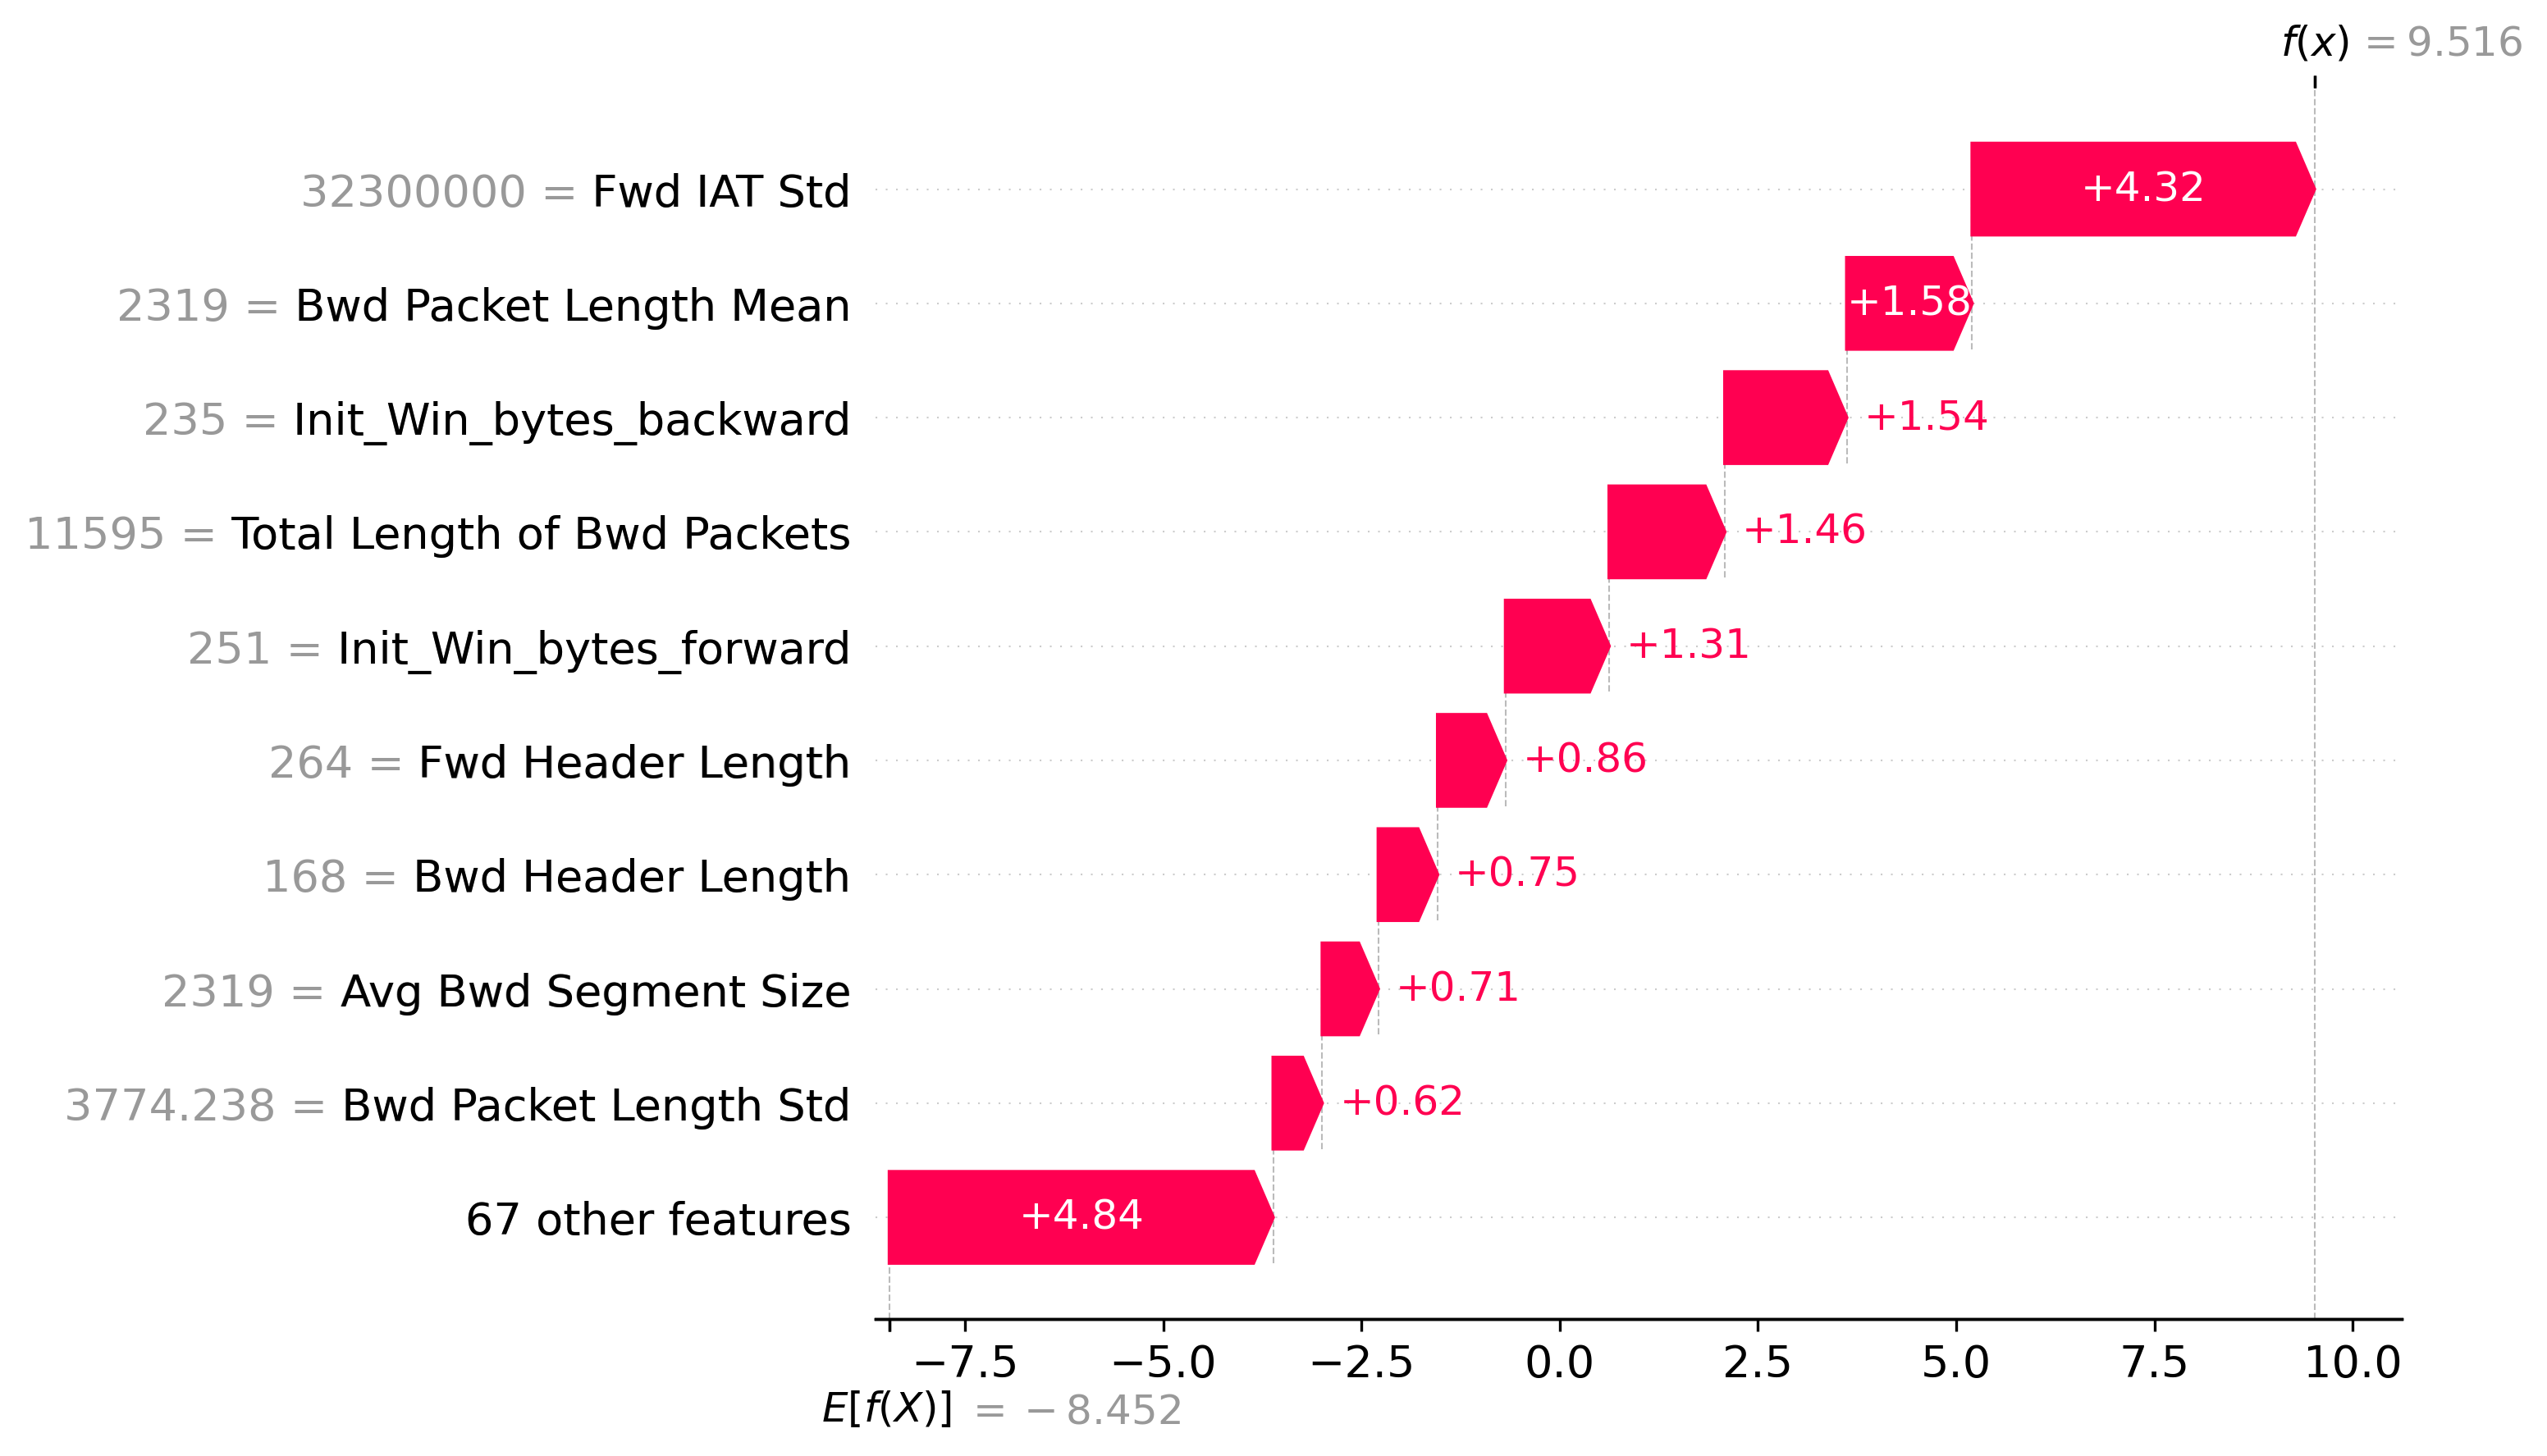 f(x) = 9.516
32300000 = Fwd IAT Std +4.32
2319 = Bwd Packet Length Mean +1.58
235 = Init_Win_bytes_backward +1.54
11595 = Total Length of Bwd Packets +1.46
251 = Init_Win_bytes_forward +1.31
264 = Fwd Header Length +0.86
168 = Bwd Header Length +0.75
2319 = Avg Bwd Segment Size +0.71
3774.238 = Bwd Packet Length Std +0.62
67 other features +4.84
−7.5 −5.0 −2.5 0.0 2.5 5.0 7.5 10.0
E[f(X)] = −8.452